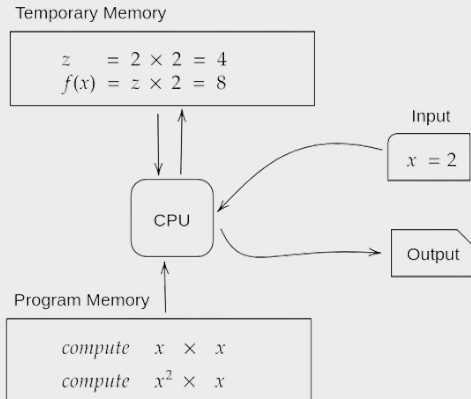 Temporary Memory
z = 2 × 2 = 4
f(x) = z × 2 = 8
Input
x = 2
CPU
Output
Program Memory
compute x × x
compute x² × x